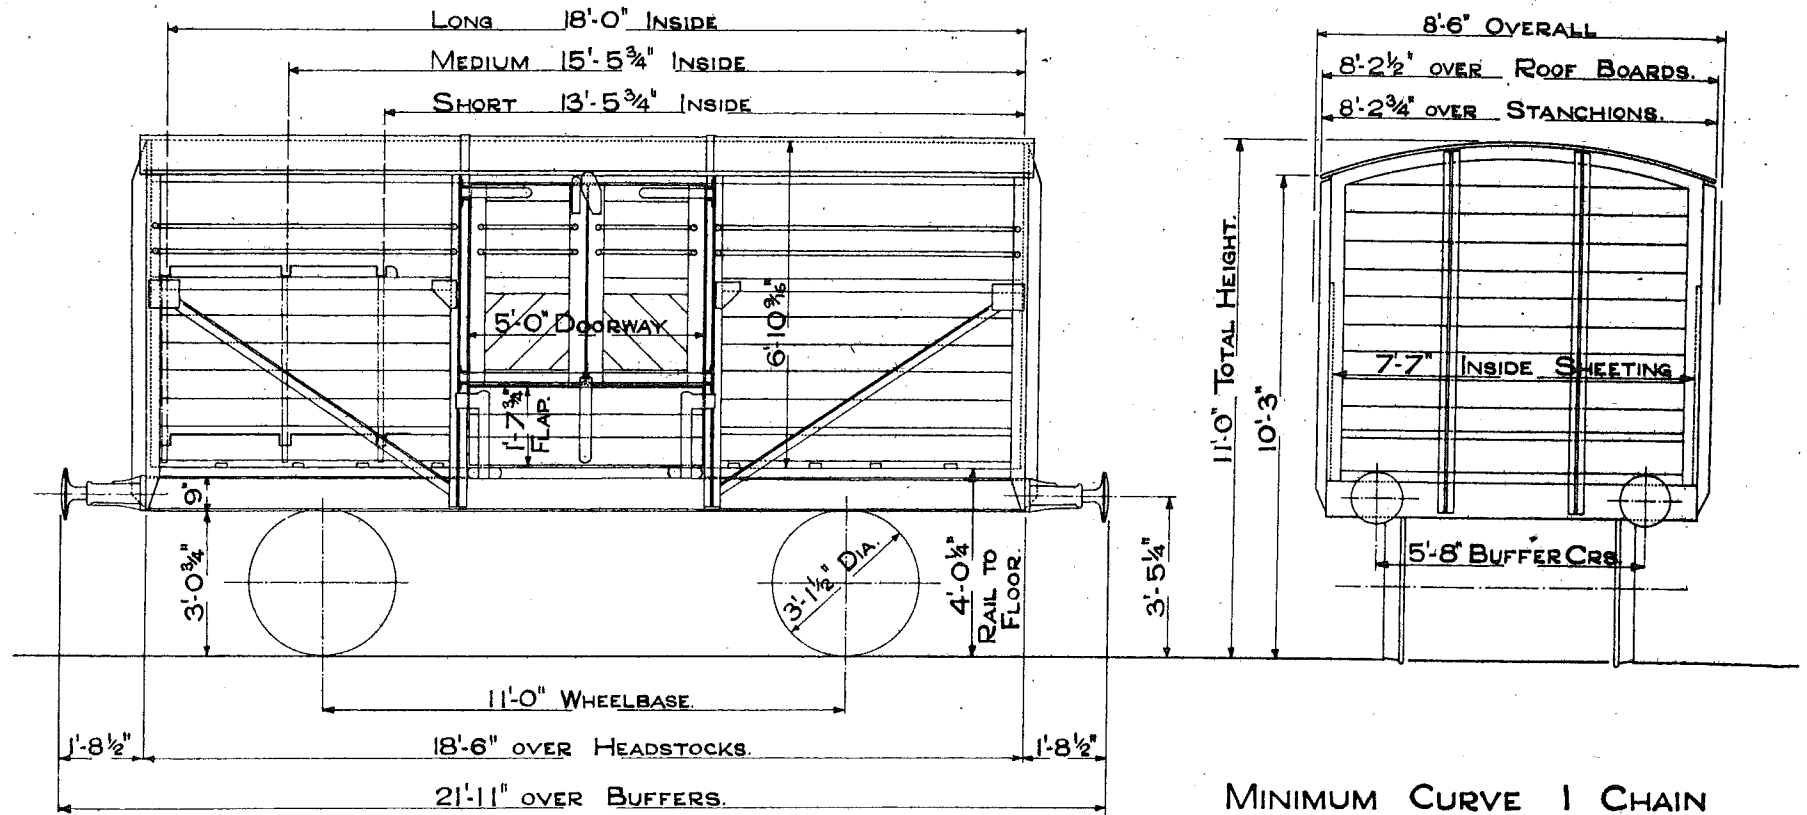 LONG 18'-0" INSIDE
MEDIUM 15'-5¾" INSIDE
SHORT 13'-5¾" INSIDE
5'-0" DOORWAY
6'-10 9/16"
1'-7¾"
FLAP.
9"
3'-0¾"
3'-1½" DIA.
4'-0¼"
RAIL TO
FLOOR.
3'-5¼"
11'-0" WHEELBASE.
1'-8½"
18'-6" OVER HEADSTOCKS.
1'-8½"
21'-11" OVER BUFFERS.
8'-6" OVERALL
8'-2½" OVER ROOF BOARDS.
8'-2¾" OVER STANCHIONS.
11'-0" TOTAL HEIGHT.
10'-3"
7'-7" INSIDE SHEETING
5'-8" BUFFER CRS.
MINIMUM CURVE 1 CHAIN